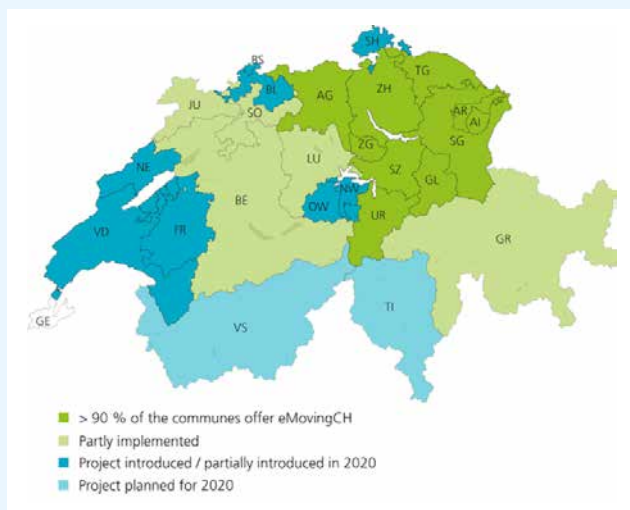 SH
BS
TG
BL
AG
ZH
JU
SO
AR
AI
ZG
SG
LU
SZ
NE
GL
NW
BE
OW
VD
FR
UR
GR
GE
VS
TI
> 90 % of the communes offer eMovingCH
Partly implemented
Project introduced / partially introduced in 2020
Project planned for 2020